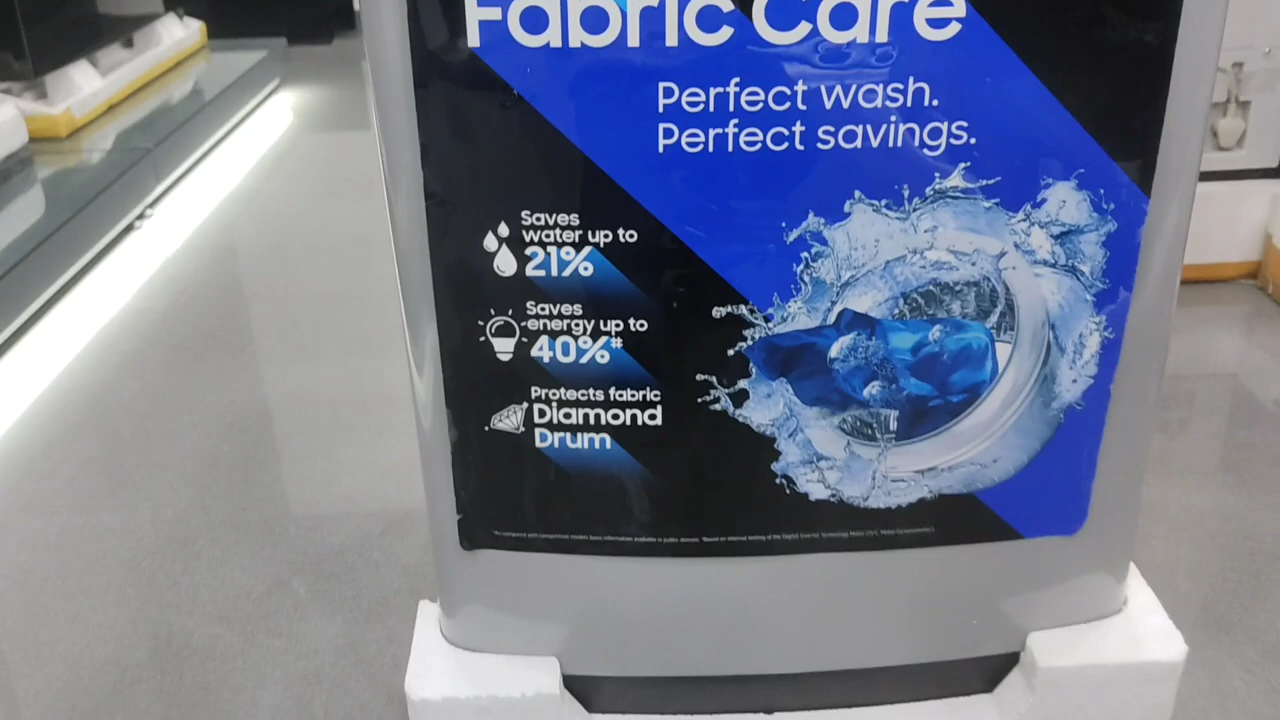 Fabric Care
Perfect wash.
Perfect savings.
Saves
water up to
21%
Saves
energy up to
40%#
Protects fabric
Diamond
Drum